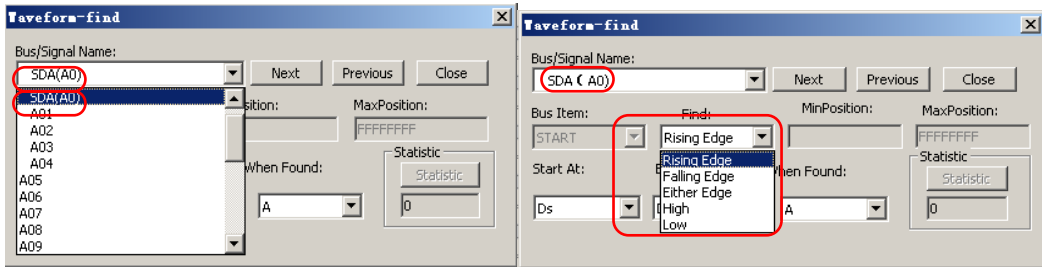 Waveform-find
Bus/Signal Name:
SDA(A0)
Next
Previous
Close
SDA(A0)
A01
A02
A03
A04
A05
A06
A07
A08
A09
sition:
MaxPosition:
FFFFFFFF
When Found:
A
Statistic
Statistic
0
Waveform-find
Bus/Signal Name:
SDA ( A0)
Next
Previous
Close
Bus Item:
Find:
MinPosition:
MaxPosition:
START
Rising Edge
FFFFFFFF
Rising Edge
Falling Edge
Either Edge
High
Low
Start At:
E
When Found:
Ds
A
Statistic
Statistic
0